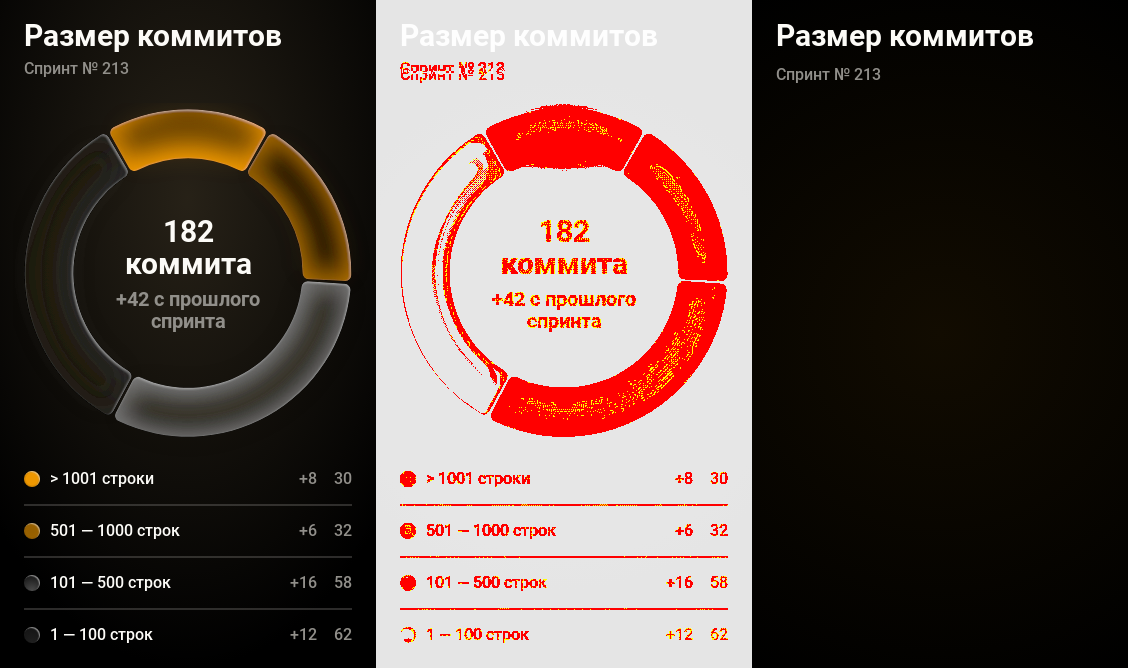 Размер коммитов
Спринт № 213
182
коммита
+42 с прошлого
спринта
> 1001 строки +8 30
501 — 1000 строк +6 32
101 — 500 строк +16 58
1 — 100 строк +12 62
Размер коммитов
Спринт № 213
182
коммита
+42 с прошлого
спринта
> 1001 строки +8 30
501 — 1000 строк +6 32
101 — 500 строк +16 58
1 — 100 строк +12 62
Размер коммитов
Спринт № 213